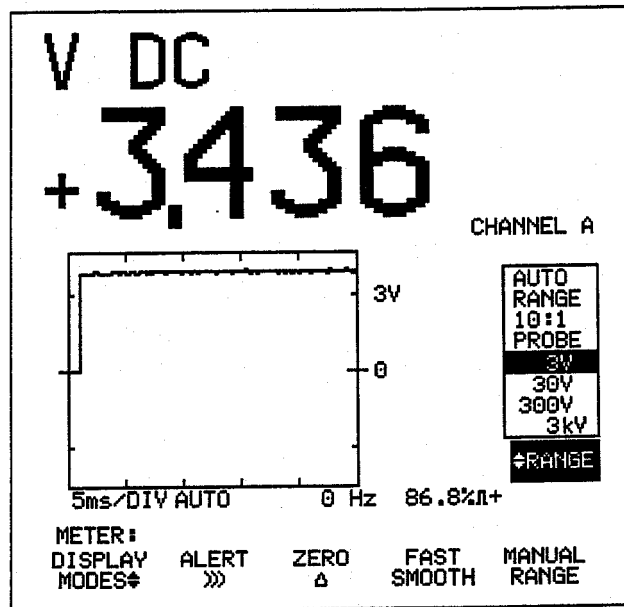 V DC
+3.436
CHANNEL A
3V
0
AUTO
RANGE
10:1
PROBE
3V
30V
300V
3kV
RANGE
5ms/DIV AUTO 0 Hz 86.8%⎍+
METER:
DISPLAY MODES
ALERT
ZERO Δ
FAST SMOOTH
MANUAL RANGE